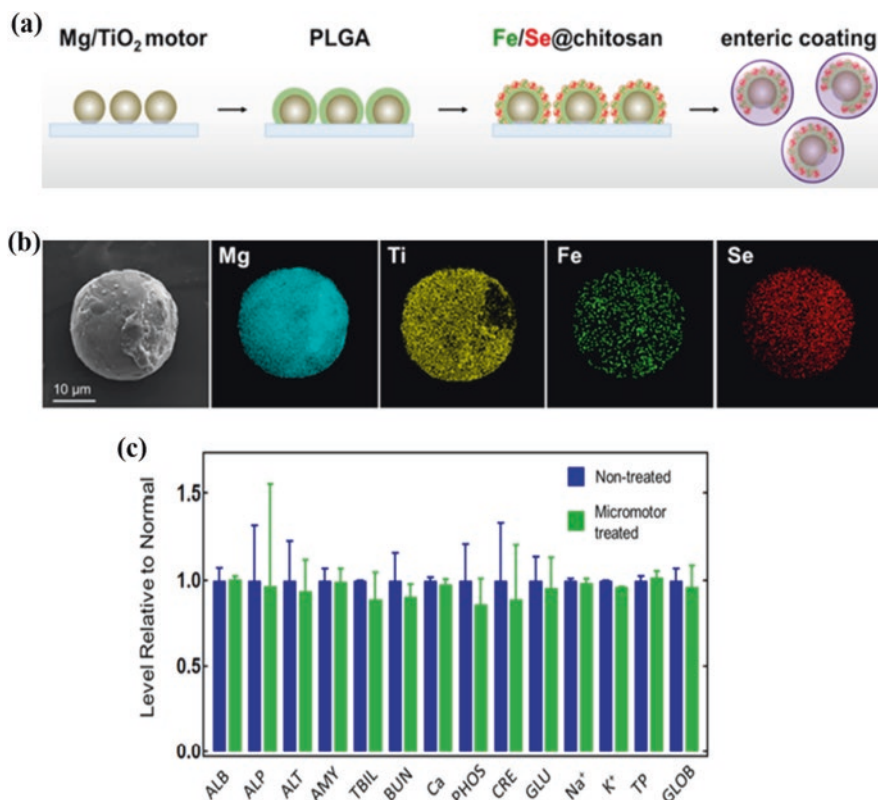 (a)
Mg/TiO₂ motor PLGA Fe/Se@chitosan enteric coating
(b)
Mg Ti Fe Se
10 μm
(c)
Level Relative to Normal
1.5
1.0
0.5
0.0
Non-treated
Micromotor
treated
ALB ALP ALT AMY TBIL BUN Ca PHOS CRE GLU Na⁺ K⁺ TP GLOB